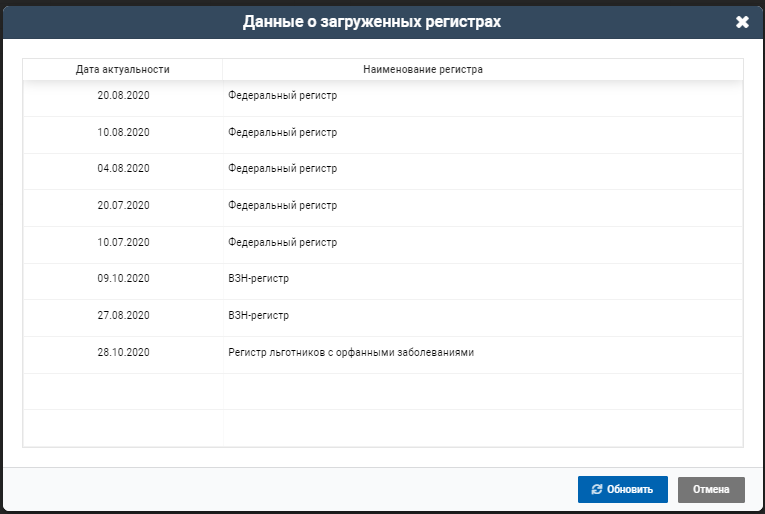 Данные о загруженных регистрах
Дата актуальности Наименование регистра
20.08.2020 Федеральный регистр
10.08.2020 Федеральный регистр
04.08.2020 Федеральный регистр
20.07.2020 Федеральный регистр
10.07.2020 Федеральный регистр
09.10.2020 ВЗН-регистр
27.08.2020 ВЗН-регистр
28.10.2020 Регистр льготников с орфанными заболеваниями
Обновить Отмена